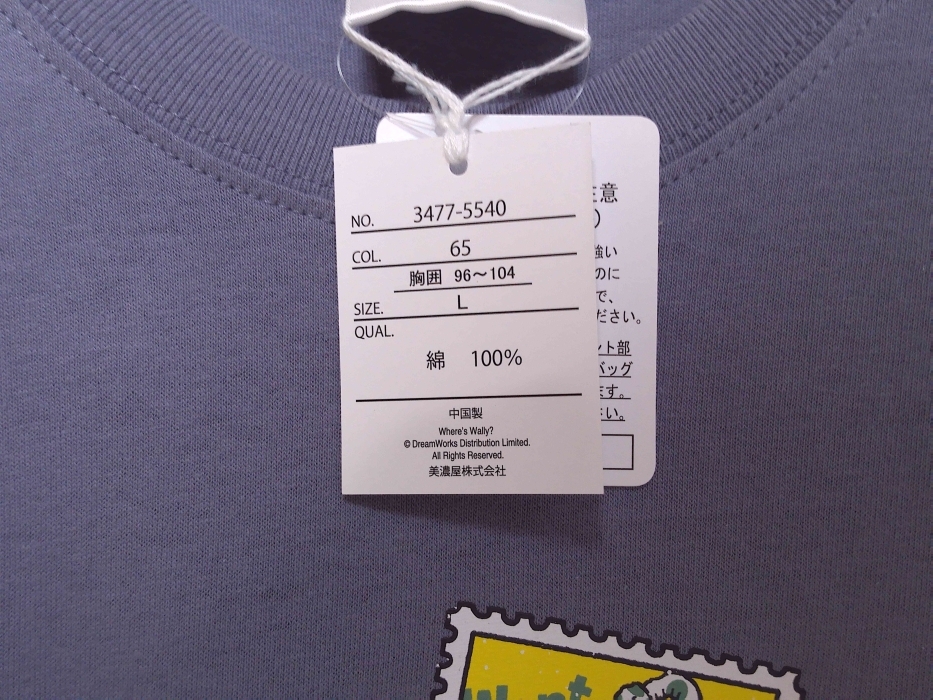 NO. 3477-5540
COL. 65
胸囲 96～104
SIZE. L
QUAL.
綿 100%
中国製
Where's Wally?
© DreamWorks Distribution Limited.
All Rights Reserved.
美濃屋株式会社
意
)
強い
のに
で、
ださい。
ント部
バッグ
ます。
さい。